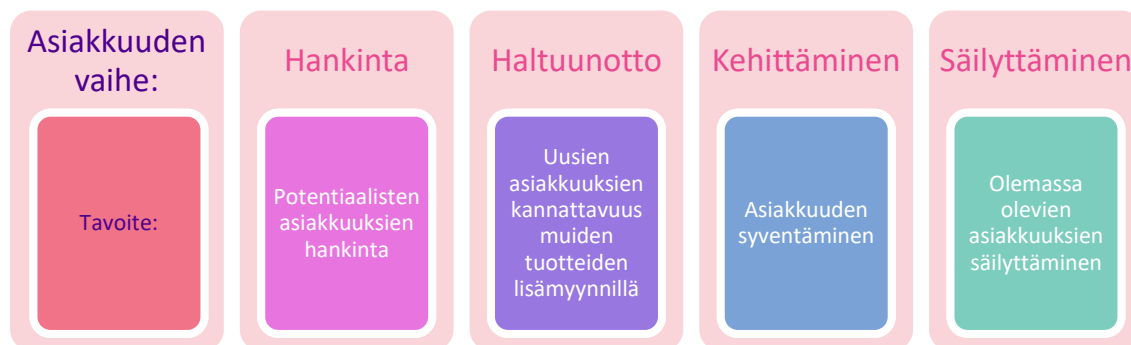 Asiakkuuden
vaihe:
Tavoite:
Hankinta
Potentiaalisten
asiakkuuksien
hankinta
Haltuunotto
Uusien
asiakkuuksien
kannattavuus
muiden
tuotteiden
lisämyynnillä
Kehittäminen
Asiakkuuden
syventäminen
Säilyttäminen
Olemassa
olevien
asiakkuuksien
säilyttäminen